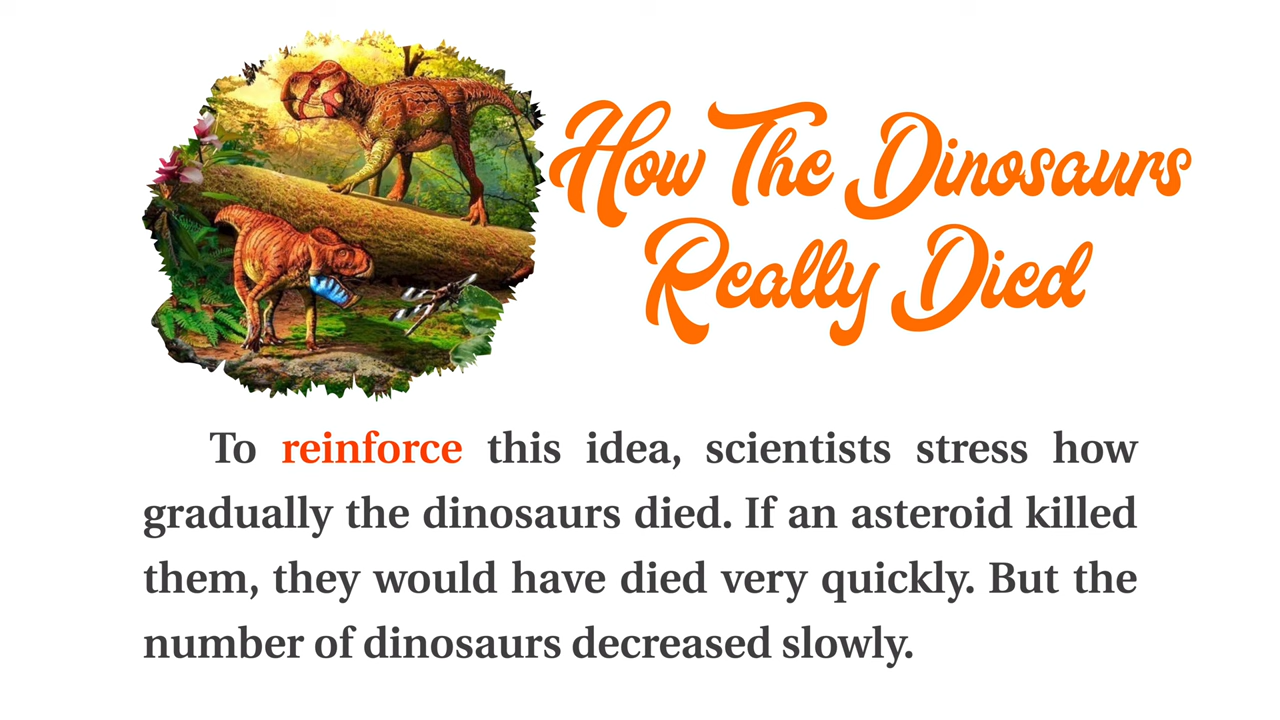 How The Dinosaurs
Really Died
To reinforce this idea, scientists stress how
gradually the dinosaurs died. If an asteroid killed
them, they would have died very quickly. But the
number of dinosaurs decreased slowly.